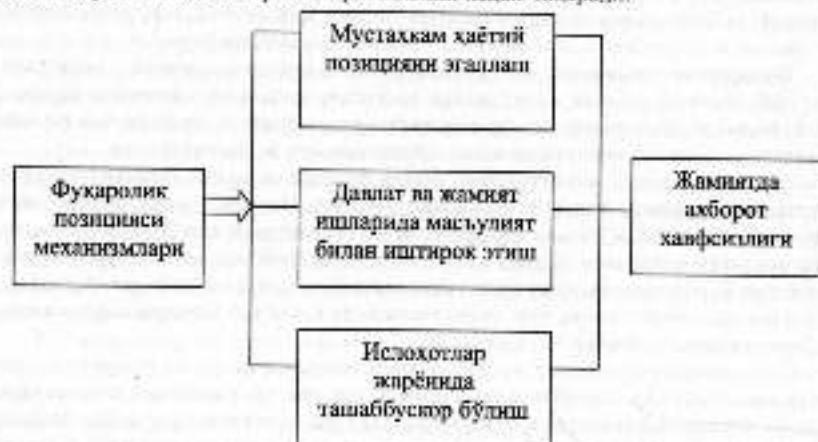 Мустаҳкам ҳаётий
позицияни эгаллаш
Фуқаролик
позицияси
механизмлари
Давлат ва жамият
ишларида масъулият
билан иштирок этиш
Жамиятда
ахборот
хавфсизлиги
Ислоҳотлар
жараёнида
ташаббускор бўлиш